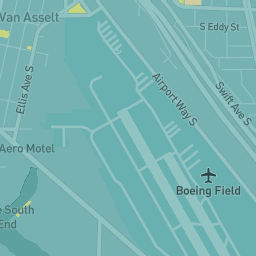 Van Asselt
S Eddy St
Ellis Ave S
Airport Way S
Swift Ave S
Aero Motel
Boeing Field
e South
End